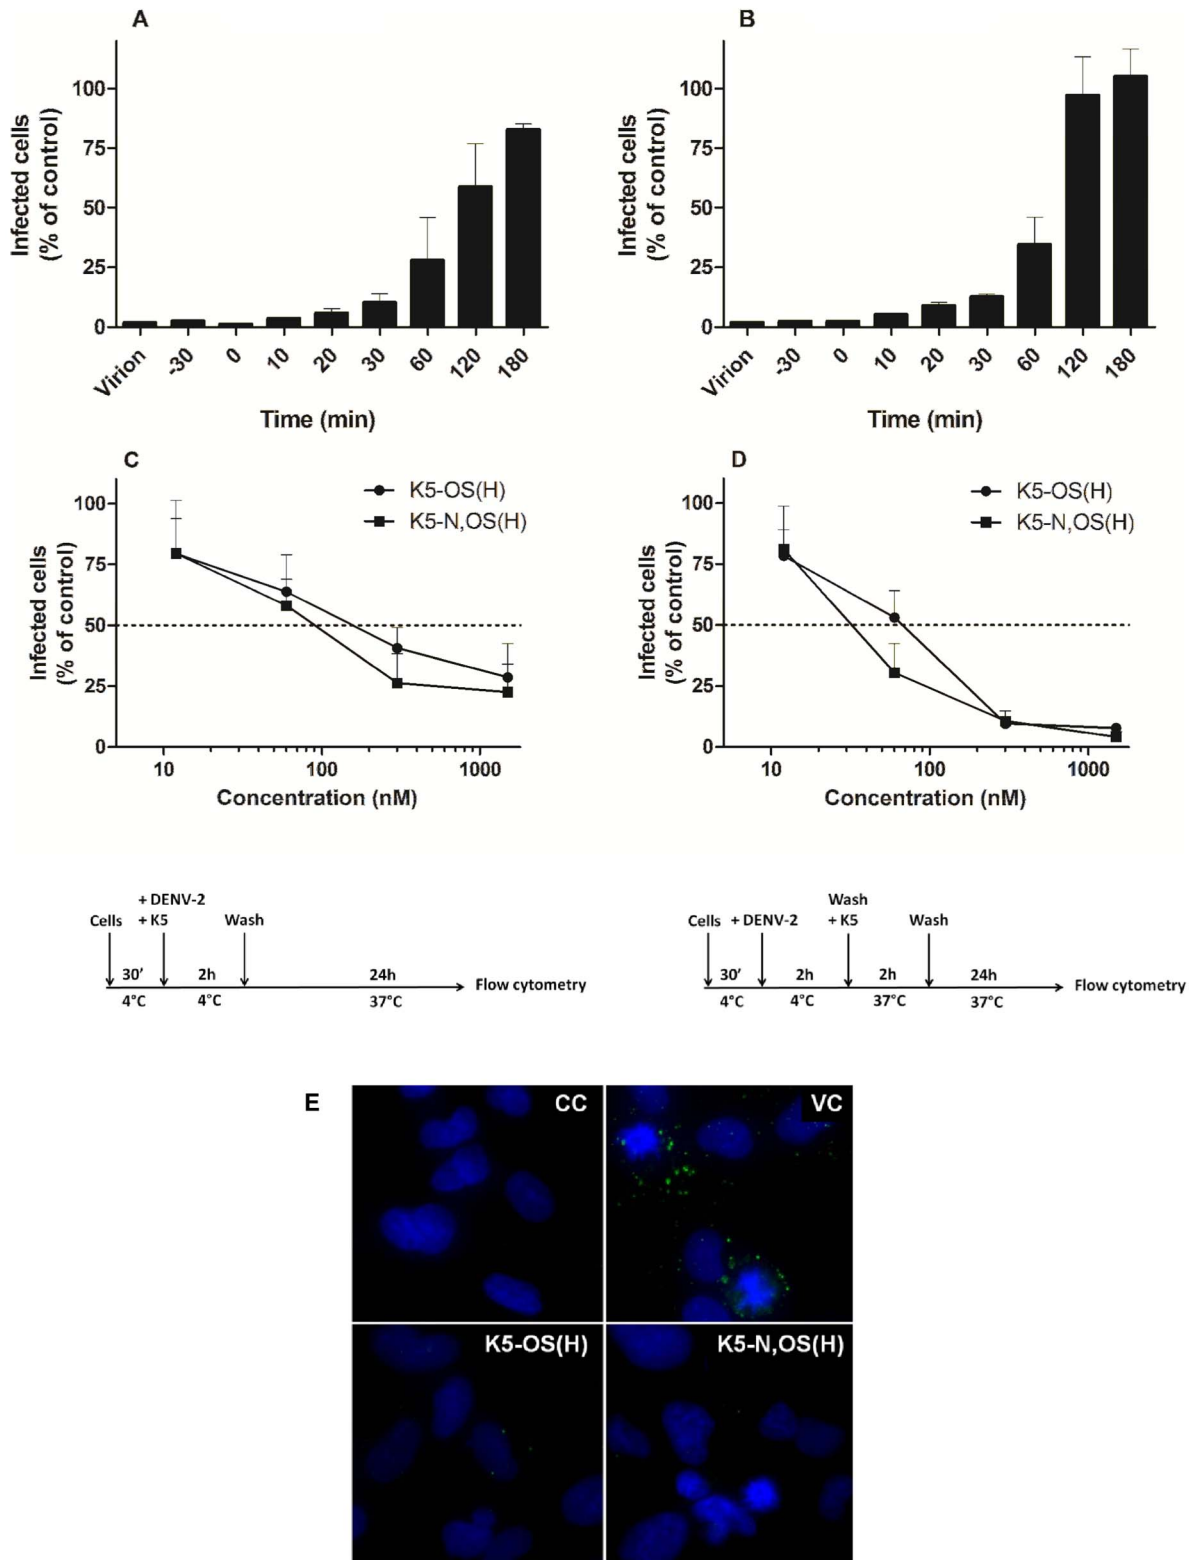 A
Infected cells
(% of control)
100
75
50
25
0
Virion
-30
0
10
20
30
60
120
180
Time (min)
B
Infected cells
(% of control)
100
75
50
25
0
Virion
-30
0
10
20
30
60
120
180
Time (min)
C
K5-OS(H)
K5-N,OS(H)
Infected cells
(% of control)
100
75
50
25
0
10
100
1000
Concentration (nM)
D
K5-OS(H)
K5-N,OS(H)
Infected cells
(% of control)
100
75
50
25
0
10
100
1000
Concentration (nM)
+ DENV-2
Cells + K5 Wash
30' 2h 24h
4°C 4°C 37°C
Flow cytometry
Wash
Cells + DENV-2 + K5 Wash
30' 2h 2h 24h
4°C 4°C 37°C 37°C
Flow cytometry
E
CC
VC
K5-OS(H)
K5-N,OS(H)